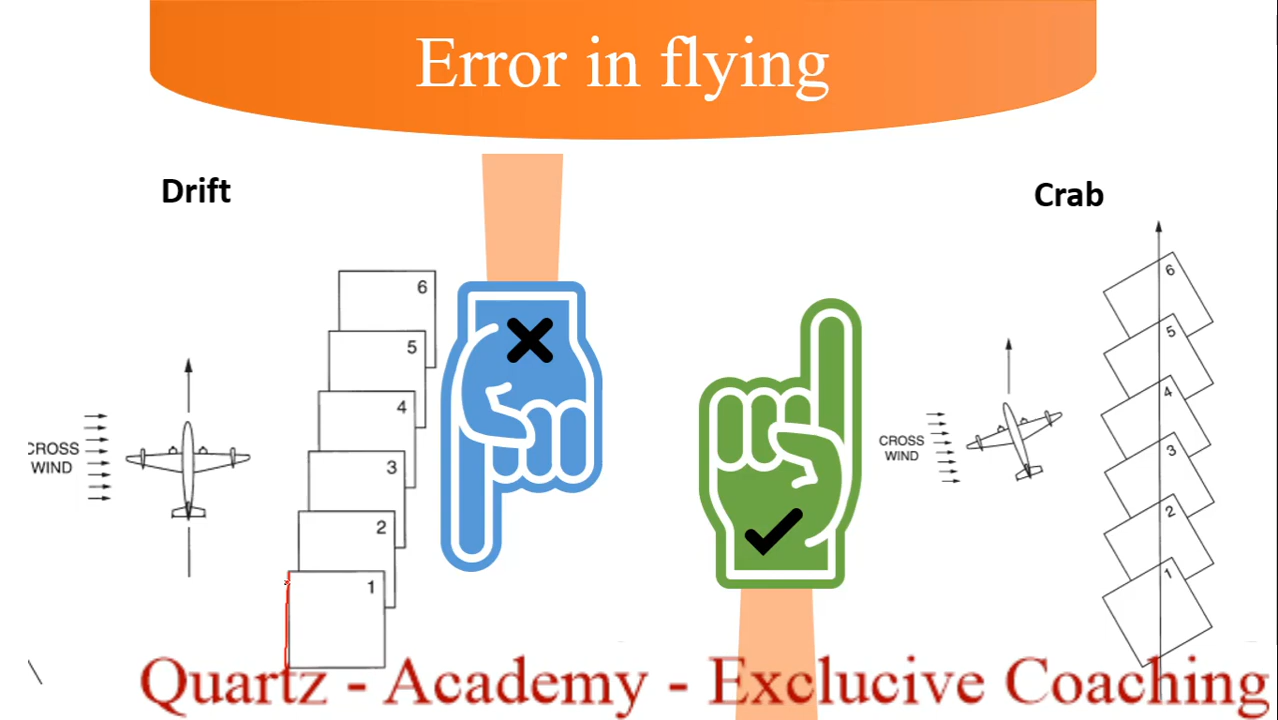 Error in flying
Drift
Crab
6
5
4
3
2
1
CROSS
WIND
CROSS
WIND
6
5
4
3
2
1
Quartz - Academy - Exclucive Coaching